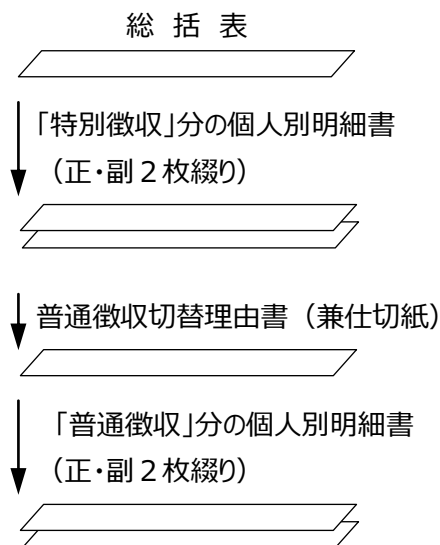 総 括 表
「特別徴収」分の個人別明細書
（正・副２枚綴り）
普通徴収切替理由書（兼仕切紙）
「普通徴収」分の個人別明細書
（正・副２枚綴り）